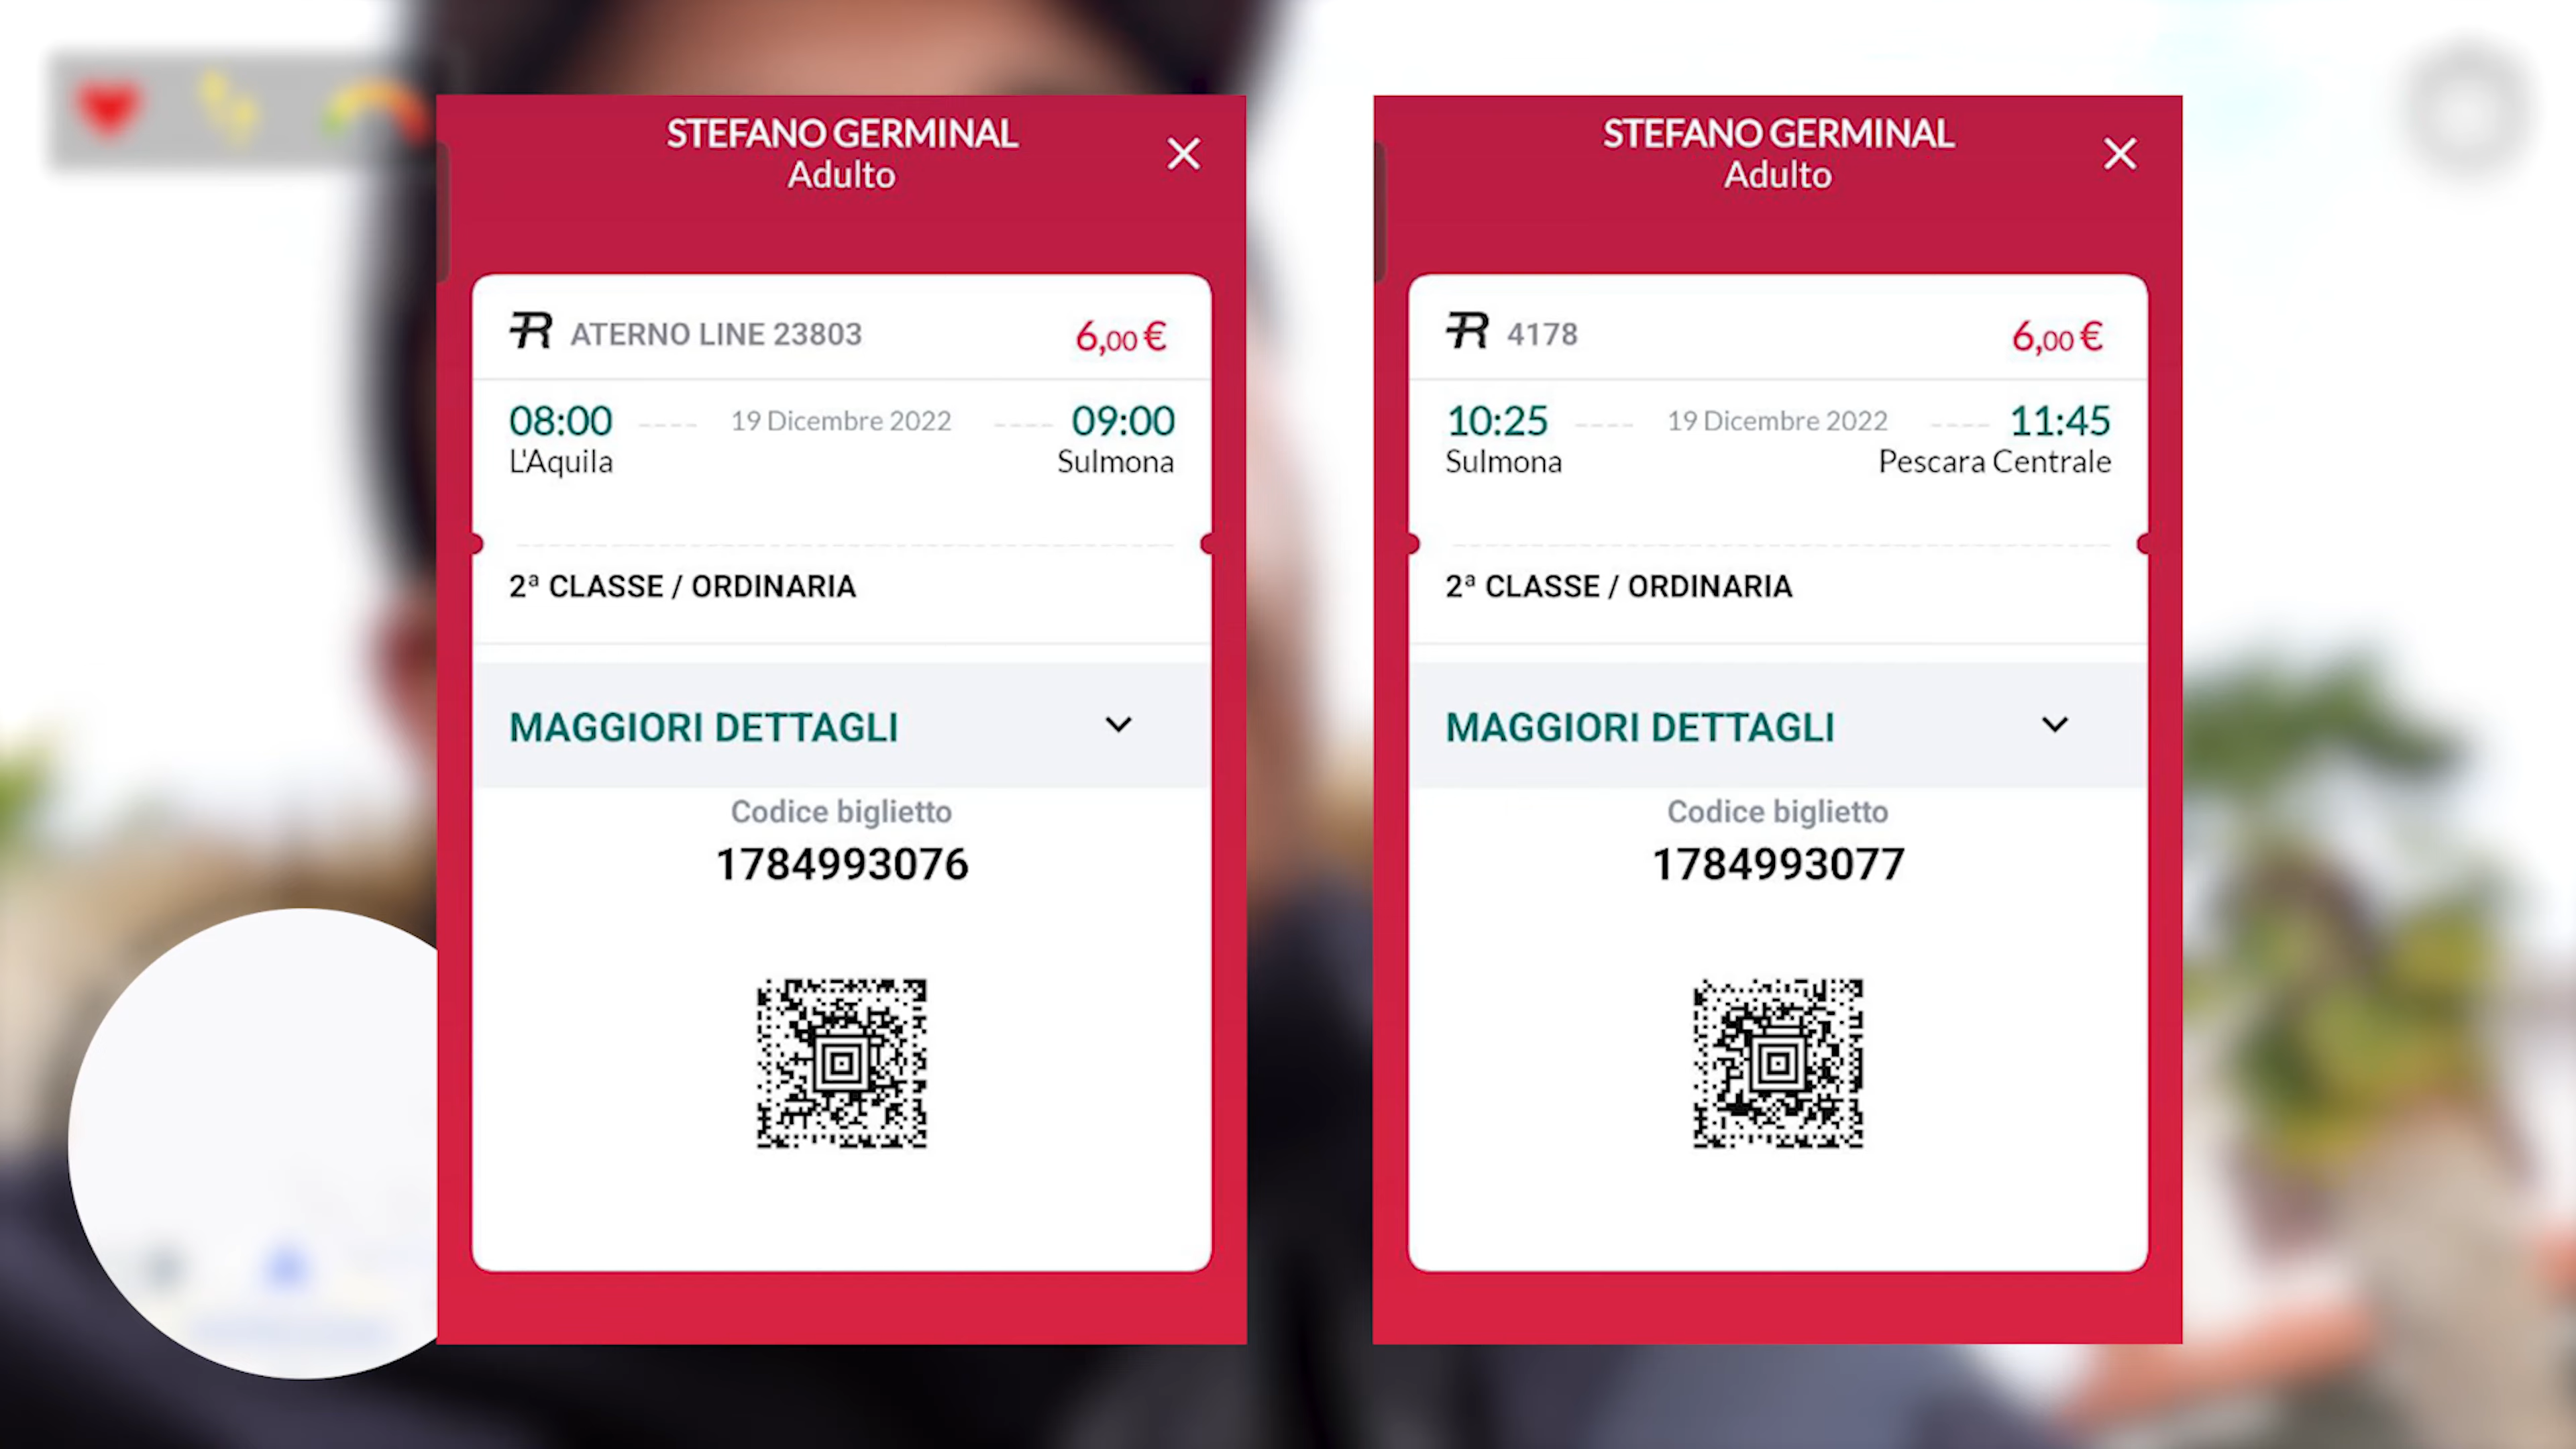 STEFANO GERMINAL
Adulto
ATERNO LINE 23803 6,00 €
08:00 19 Dicembre 2022 09:00
L'Aquila Sulmona
2ª CLASSE / ORDINARIA
MAGGIORI DETTAGLI
Codice biglietto
1784993076
STEFANO GERMINAL
Adulto
4178 6,00 €
10:25 19 Dicembre 2022 11:45
Sulmona Pescara Centrale
2ª CLASSE / ORDINARIA
MAGGIORI DETTAGLI
Codice biglietto
1784993077